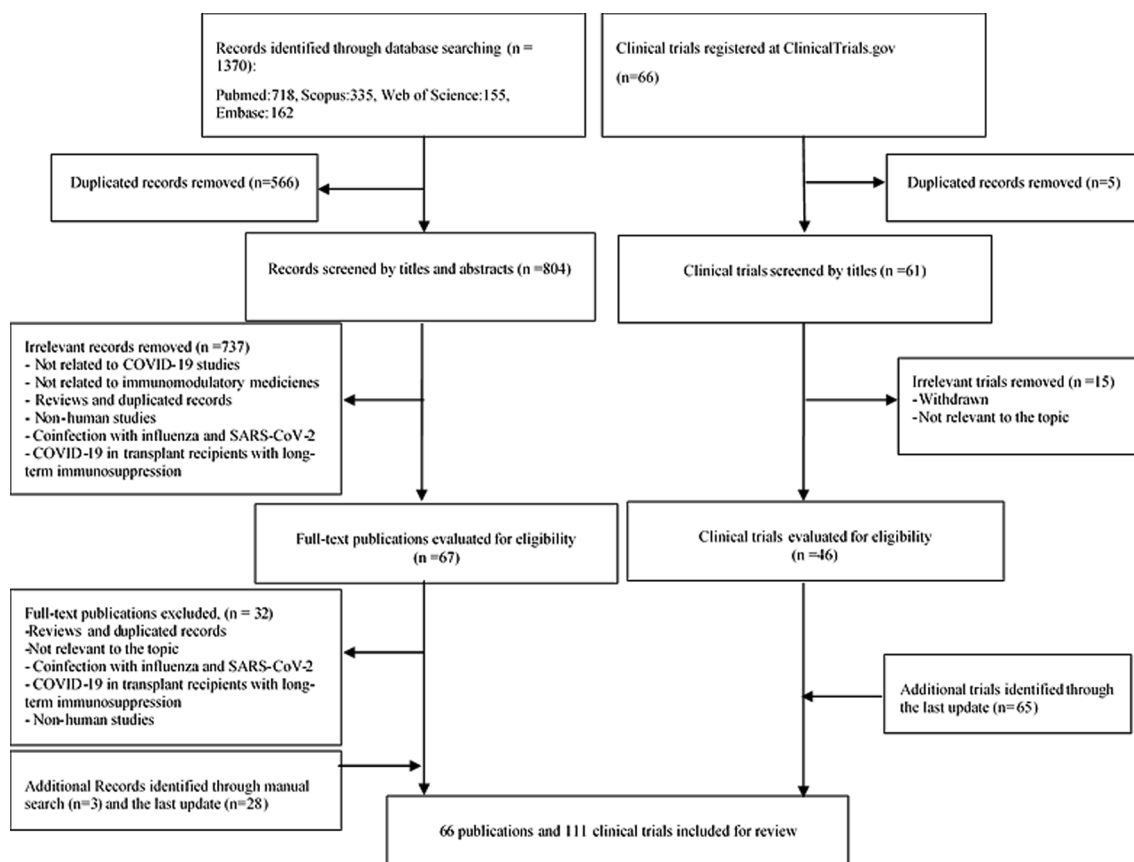 Records identified through database searching (n =
1370):
Pubmed:718, Scopus:335, Web of Science:155,
Embase:162
Clinical trials registered at ClinicalTrials.gov
(n=66)
Duplicated records removed (n=566)
Duplicated records removed (n=5)
Records screened by titles and abstracts (n =804)
Clinical trials screened by titles (n =61)
Irrelevant records removed (n =737)
- Not related to COVID-19 studies
- Not related to immunomodulatory medicienes
- Reviews and duplicated records
- Non-human studies
- Coinfection with influenza and SARS-CoV-2
- COVID-19 in transplant recipients with long-
term immunosuppression
Irrelevant trials removed (n =15)
-Withdrawn
-Not relevant to the topic
Full-text publications evaluated for eligibility
(n =67)
Clinical trials evaluated for eligibility
(n =46)
Full-text publications excluded, (n = 32)
-Reviews and duplicated records
-Not relevant to the topic
- Coinfection with influenza and SARS-CoV-2
- COVID-19 in transplant recipients with long-
term immunosuppression
- Non-human studies
Additional trials identified through
the last update (n=65)
Additional Records identified through manual
search (n=3) and the last update (n=28)
66 publications and 111 clinical trials included for review